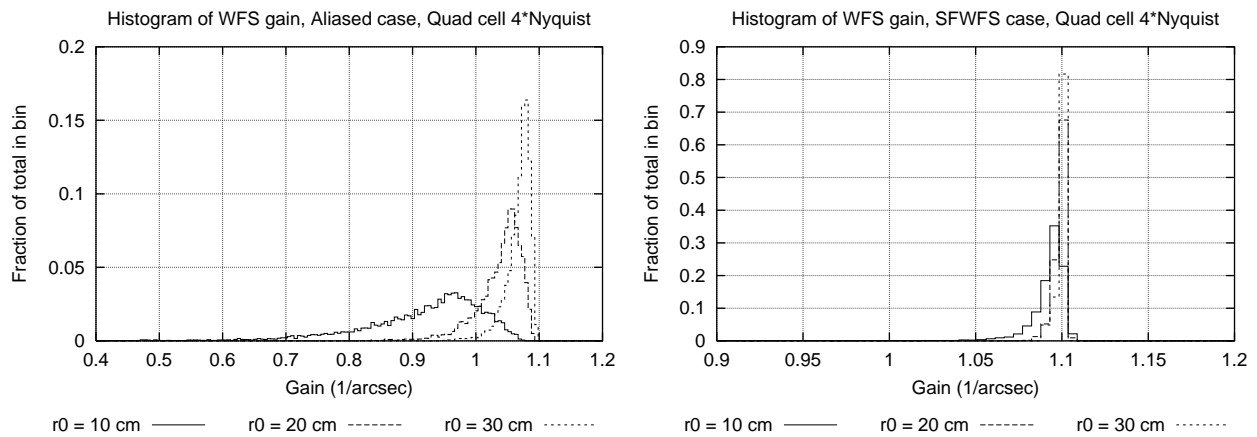 Histogram of WFS gain, Aliased case, Quad cell 4*Nyquist
Fraction of total in bin
0.2
0.15
0.1
0.05
0
0.4 0.5 0.6 0.7 0.8 0.9 1 1.1 1.2
Gain (1/arcsec)
r0 = 10 cm r0 = 20 cm r0 = 30 cm
Histogram of WFS gain, SFWFS case, Quad cell 4*Nyquist
Fraction of total in bin
0.9
0.8
0.7
0.6
0.5
0.4
0.3
0.2
0.1
0
0.9 0.95 1 1.05 1.1 1.15 1.2
Gain (1/arcsec)
r0 = 10 cm r0 = 20 cm r0 = 30 cm